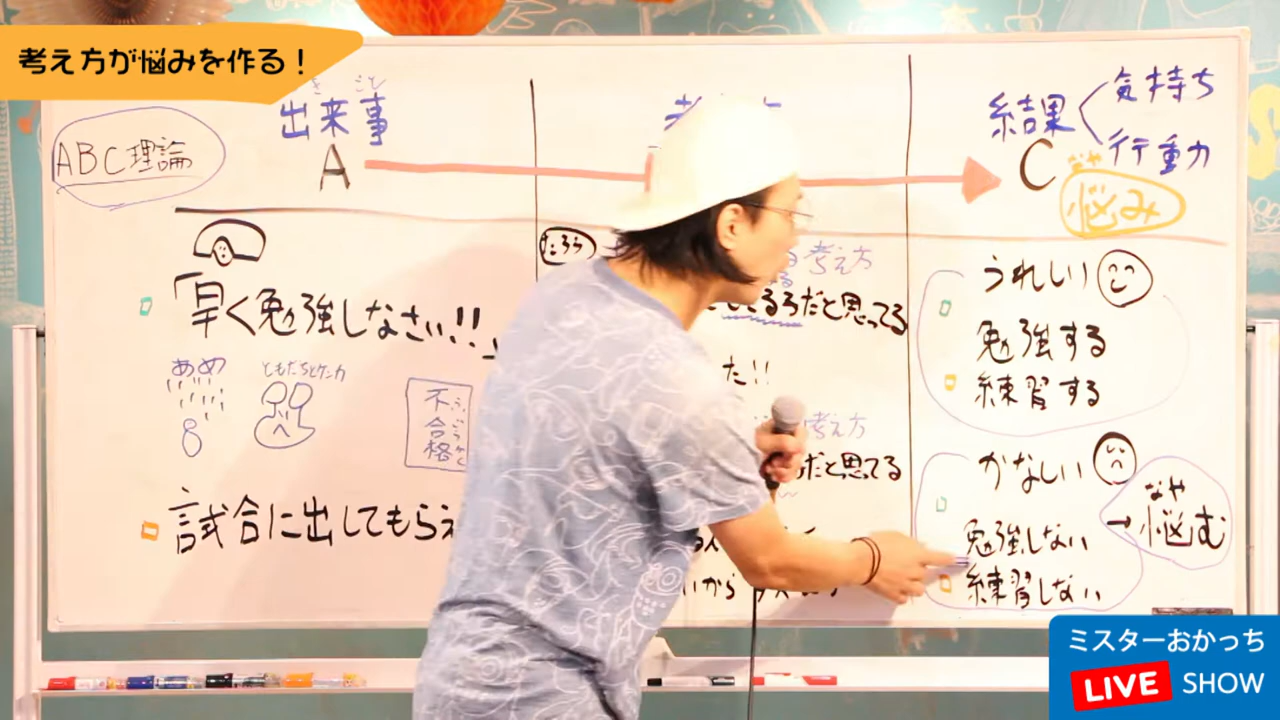 考え方が悩みを作る！
ABC理論
出来事
A
結果
気持ち
行動
C
なや
悩み
「早く勉強しなさい!!」
あめ
ともだちとケンカ
不合格
試合に出してもらえ
考え方
だと思ってる
た!!
考え方
だと思ってる
いから
うれしい
勉強する
練習する
かなしい
勉強しない
練習しない
なや
→悩む
ミスターおかっち
LIVE SHOW